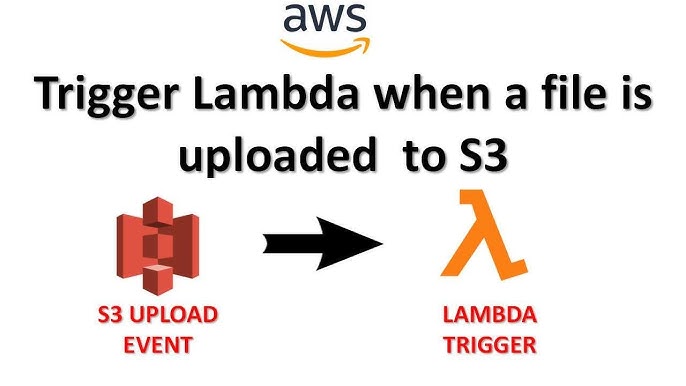 aws
Trigger Lambda when a file is
uploaded to S3
S3 UPLOAD
EVENT
LAMBDA
TRIGGER